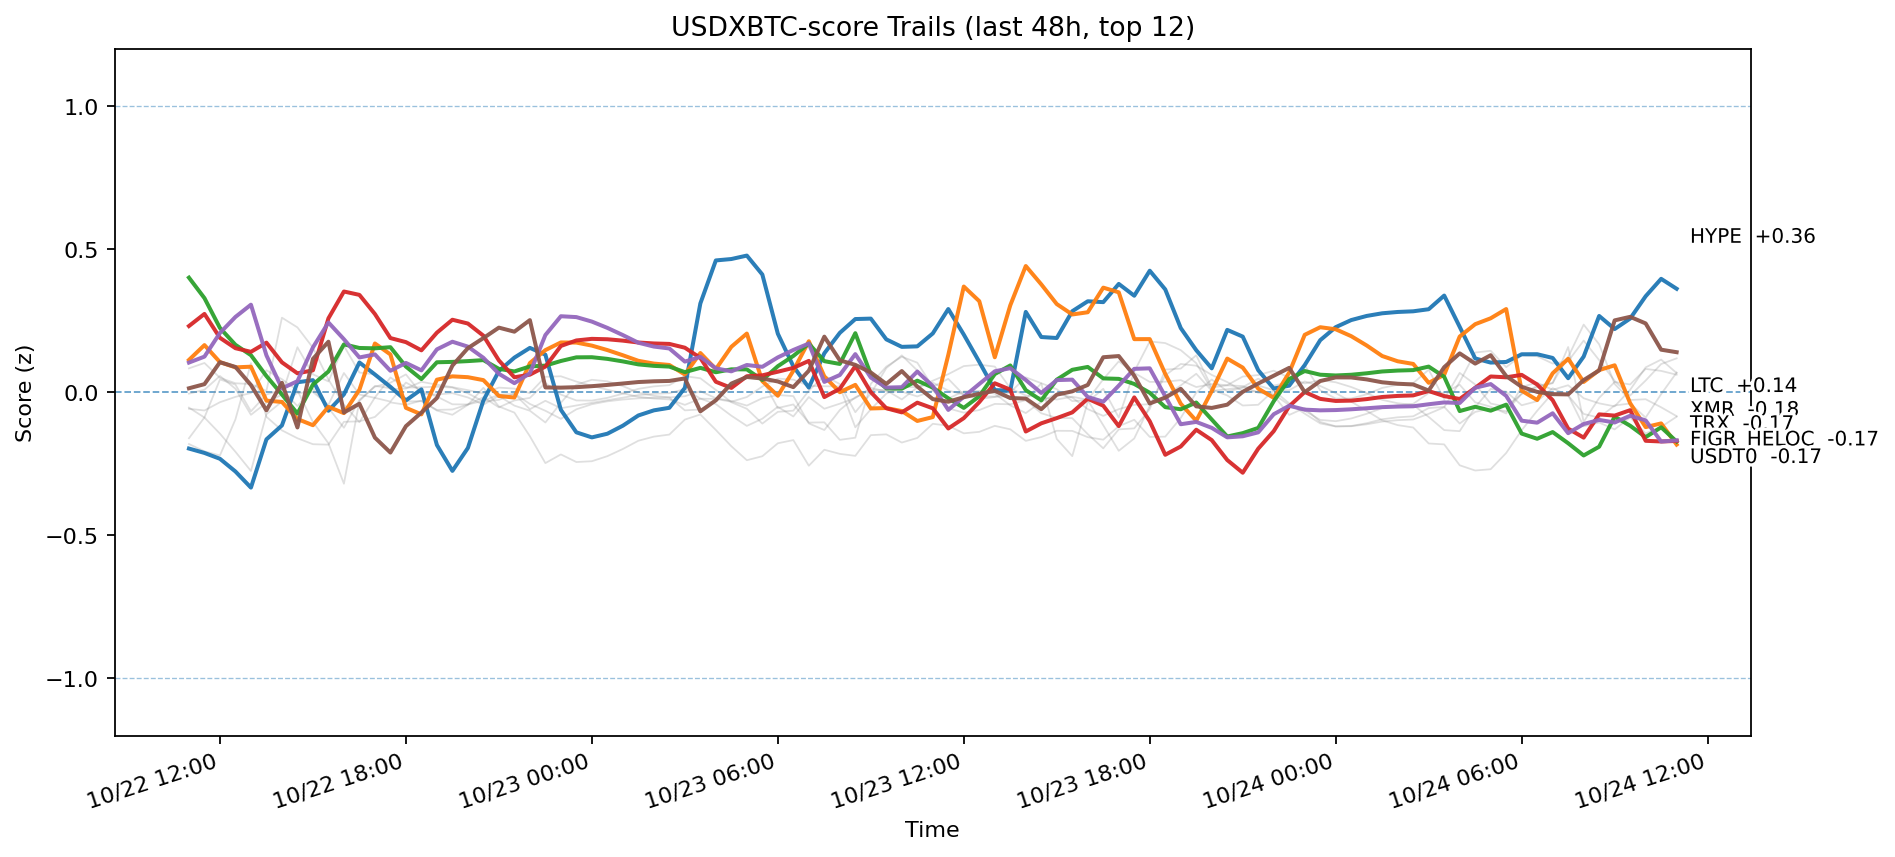 USDXBTC-score Trails (last 48h, top 12)
Score (z)
1.0
0.5
0.0
−0.5
−1.0
HYPE +0.36
LTC +0.14
XMR -0.18
TRX -0.17
FIGR_HELOC -0.17
USDT0 -0.17
10/22 12:00
10/22 18:00
10/23 00:00
10/23 06:00
10/23 12:00
10/23 18:00
10/24 00:00
10/24 06:00
10/24 12:00
Time